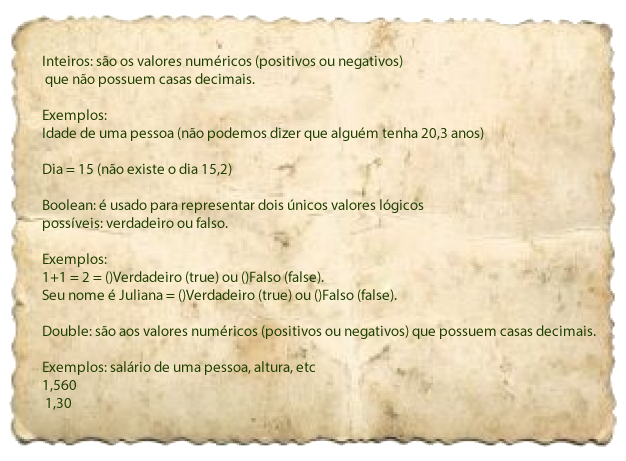 Inteiros: são os valores numéricos (positivos ou negativos)
que não possuem casas decimais.
Exemplos:
Idade de uma pessoa (não podemos dizer que alguém tenha 20,3 anos)
Dia = 15 (não existe o dia 15,2)
Boolean: é usado para representar dois únicos valores lógicos
possíveis: verdadeiro ou falso.
Exemplos:
1+1 = 2 = ()Verdadeiro (true) ou ()Falso (false).
Seu nome é Juliana = ()Verdadeiro (true) ou ()Falso (false).
Double: são aos valores numéricos (positivos ou negativos) que possuem casas decimais.
Exemplos: salário de uma pessoa, altura, etc
1,560
1,30